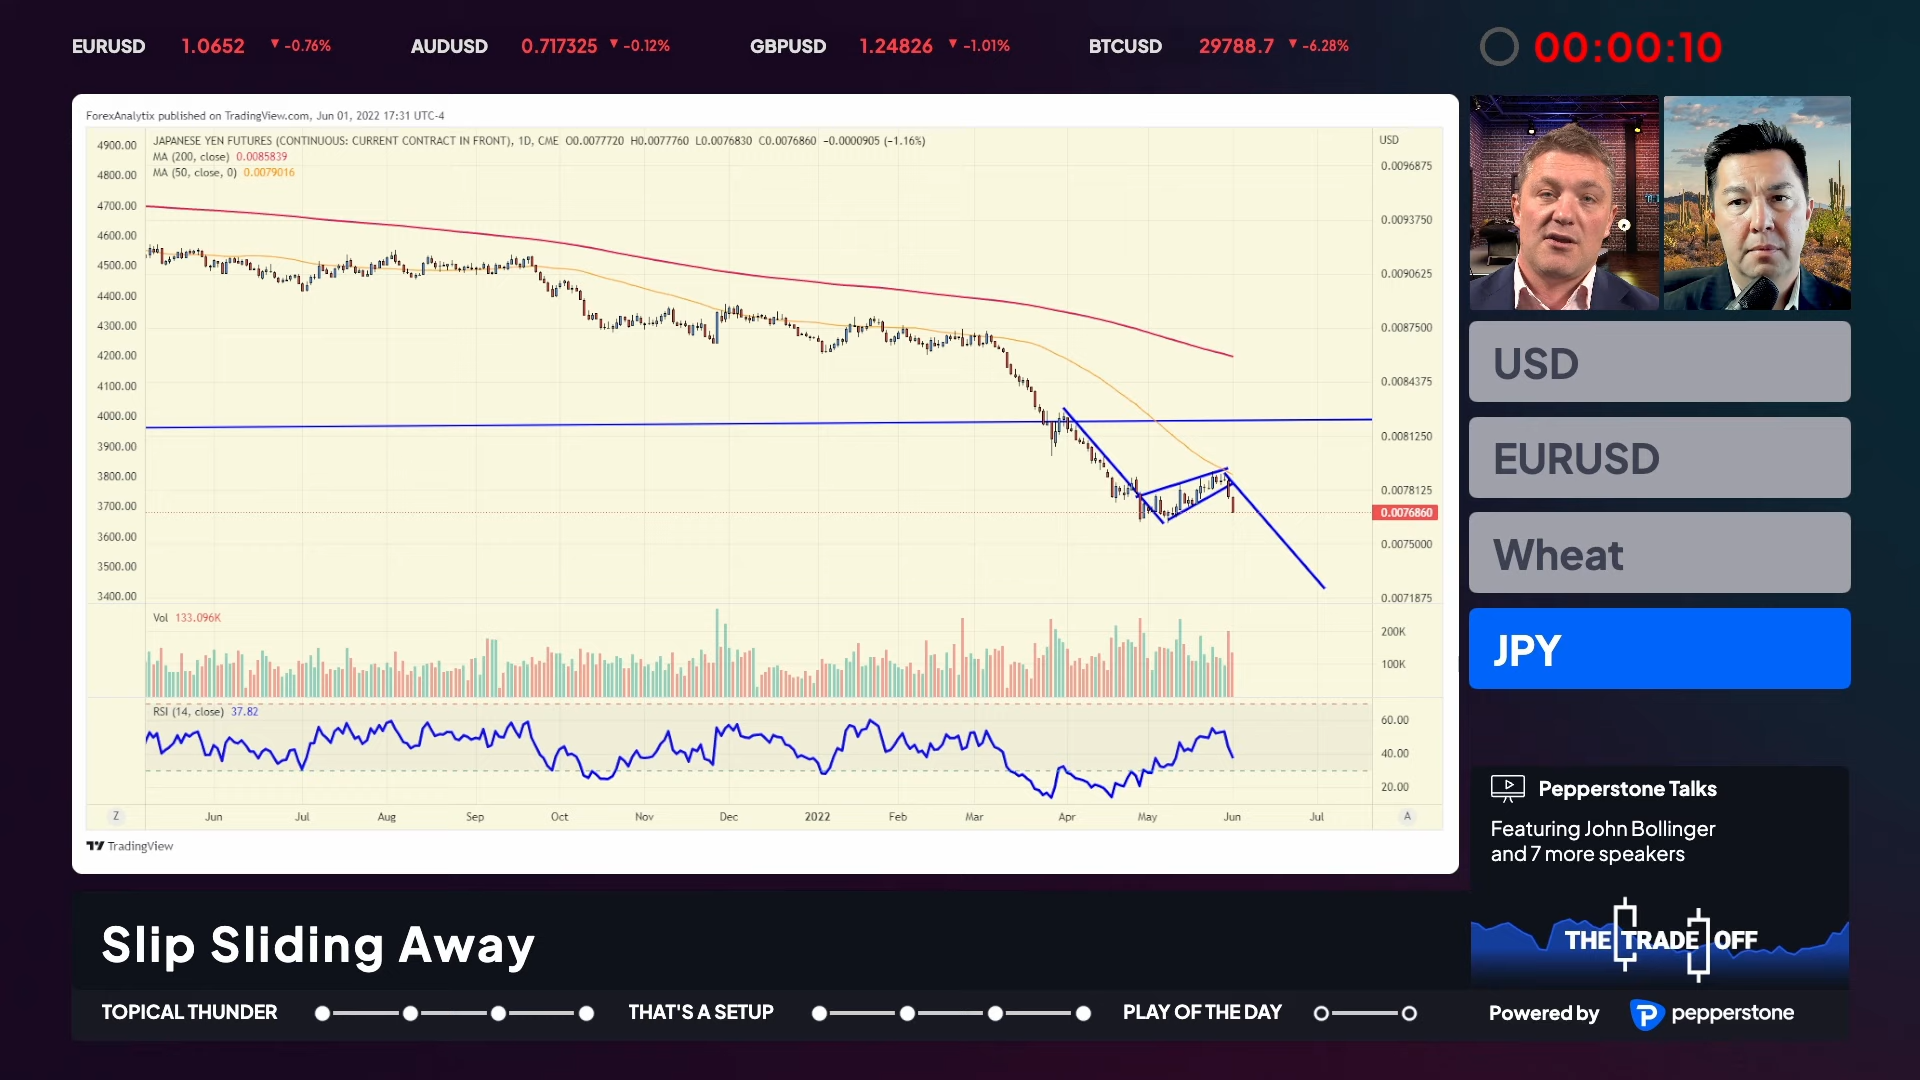 EURUSD 1.0652 ▼ -0.76% AUDUSD 0.717325 ▼ -0.12% GBPUSD 1.24826 ▼ -1.01% BTCUSD 29788.7 ▼ -6.28% 00:00:10
ForexAnalytix published on TradingView.com, Jun 01, 2022 17:31 UTC-4
JAPANESE YEN FUTURES (CONTINUOUS: CURRENT CONTRACT IN FRONT), 1D, CME O0.0077720 H0.0077760 L0.0076830 C0.0076860 -0.0000905 (-1.16%)
MA (200, close) 0.0085839
MA (50, close, 0) 0.0079016
4900.00
4800.00
4700.00
4600.00
4500.00
4400.00
4300.00
4200.00
4100.00
4000.00
3900.00
3800.00
3700.00
3600.00
3500.00
3400.00
USD
0.0096875
0.0093750
0.0090625
0.0087500
0.0084375
0.0081250
0.0078125
0.0076860
0.0075000
0.0071875
Vol 133.096K
200K
100K
RSI (14, close) 37.82
60.00
40.00
20.00
Z Jun Jul Aug Sep Oct Nov Dec 2022 Feb Mar Apr May Jun Jul A
TradingView
USD
EURUSD
Wheat
JPY
Pepperstone Talks
Featuring John Bollinger
and 7 more speakers
THE TRADE OFF
Slip Sliding Away
TOPICAL THUNDER THAT'S A SETUP PLAY OF THE DAY
Powered by pepperstone